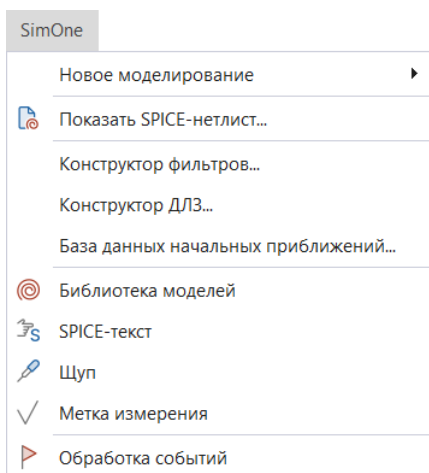 SimOne
Новое моделирование
Показать SPICE-нетлист...
Конструктор фильтров...
Конструктор ДЛЗ...
База данных начальных приближений...
Библиотека моделей
SPICE-текст
Щуп
Метка измерения
Обработка событий